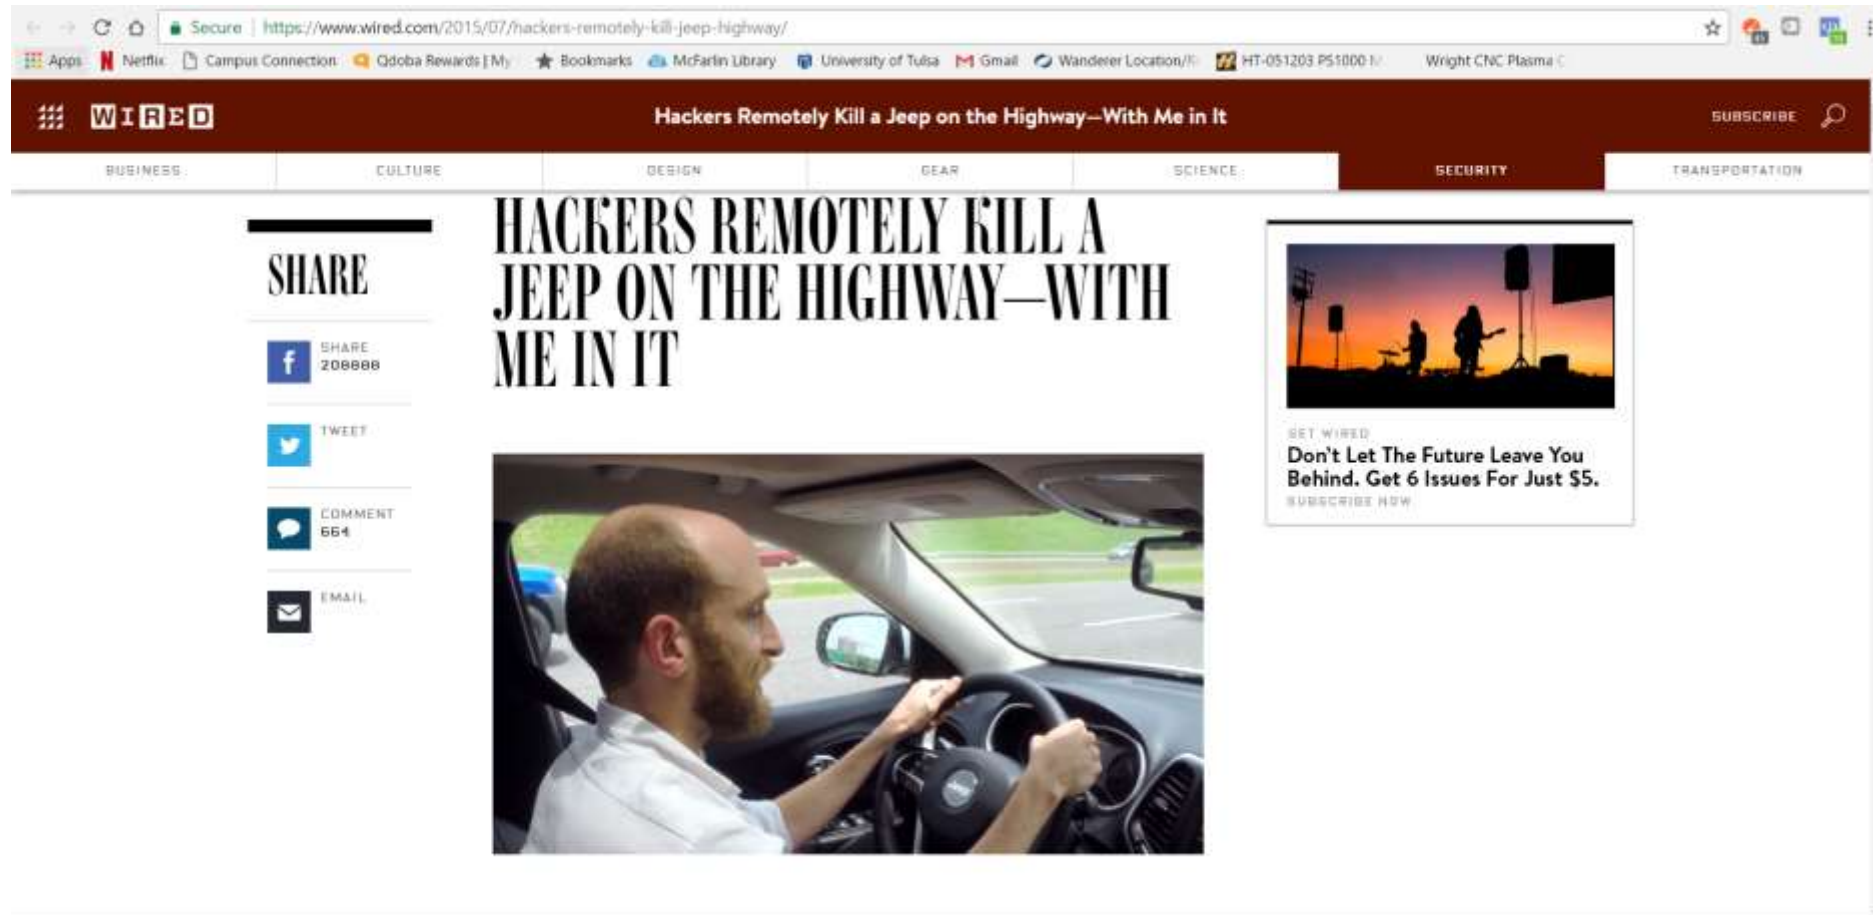 Secure | https://www.wired.com/2015/07/hackers-remotely-kill-jeep-highway/
Apps Netflix Campus Connection Qdoba Rewards | My Bookmarks McFarlin Library University of Tulsa Gmail Wanderer Location/ HT-051203 PS1000 Wright CNC Plasma
WIRED Hackers Remotely Kill a Jeep on the Highway—With Me in It SUBSCRIBE
BUSINESS CULTURE DESIGN GEAR SCIENCE SECURITY TRANSPORTATION
SHARE
SHARE
TWEET
COMMENT
664
EMAIL
HACKERS REMOTELY KILL A
JEEP ON THE HIGHWAY—WITH
ME IN IT
GET WIRED
Don't Let The Future Leave You
Behind. Get 6 Issues For Just $5.
SUBSCRIBE NOW